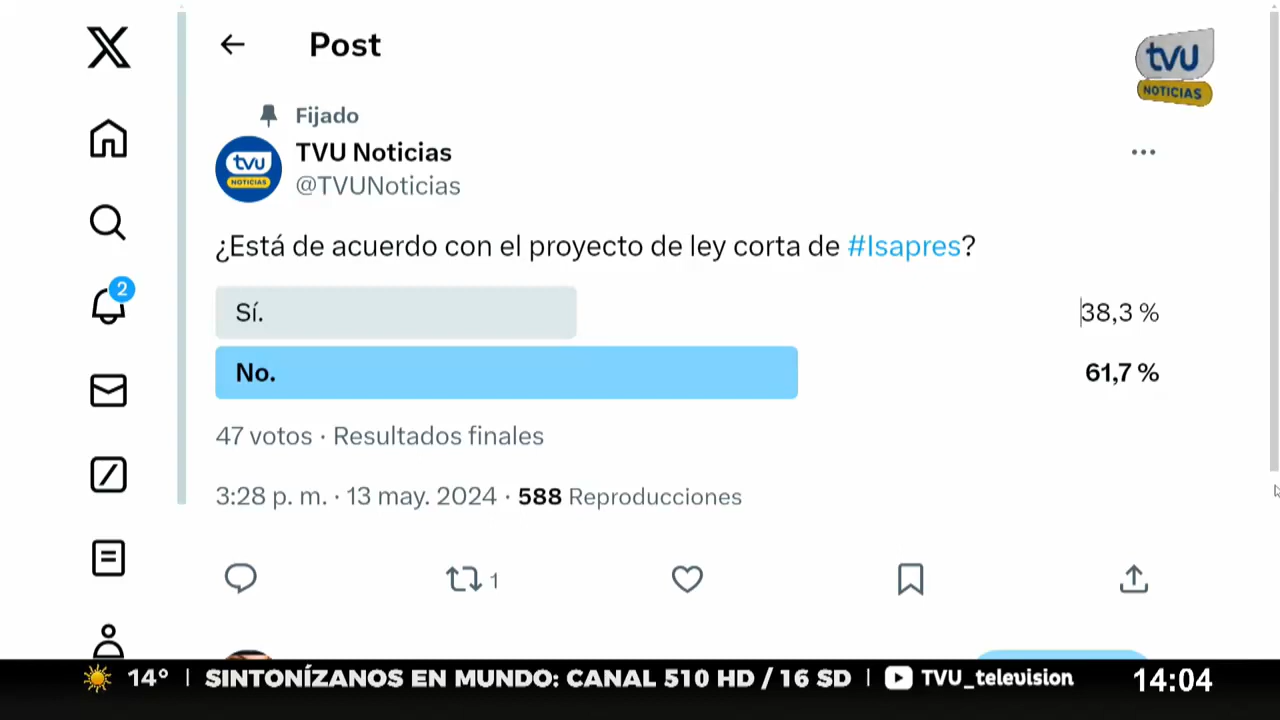 Post
tvu
NOTICIAS
Fijado
TVU Noticias
@TVUNoticias
tvu
NOTICIAS
¿Está de acuerdo con el proyecto de ley corta de #Isapres?
2
Sí. 38,3 %
No. 61,7 %
47 votos · Resultados finales
3:28 p. m. · 13 may. 2024 · 588 Reproducciones
1
14° | SINTONÍZANOS EN MUNDO: CANAL 510 HD / 16 SD | TVU_television 14:04